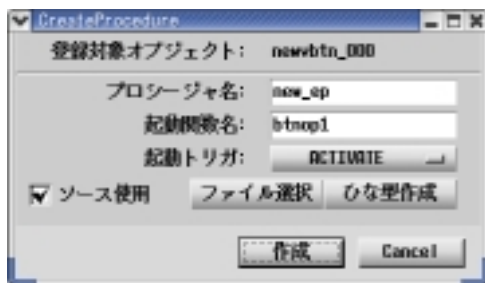 CreateProcedure
登録対象オブジェクト: newvbtn_000
プロシージャ名: new_ep
起動関数名: btnop1
起動トリガ: ACTIVATE
ソース使用 ファイル選択 ひな型作成
作成 Cancel